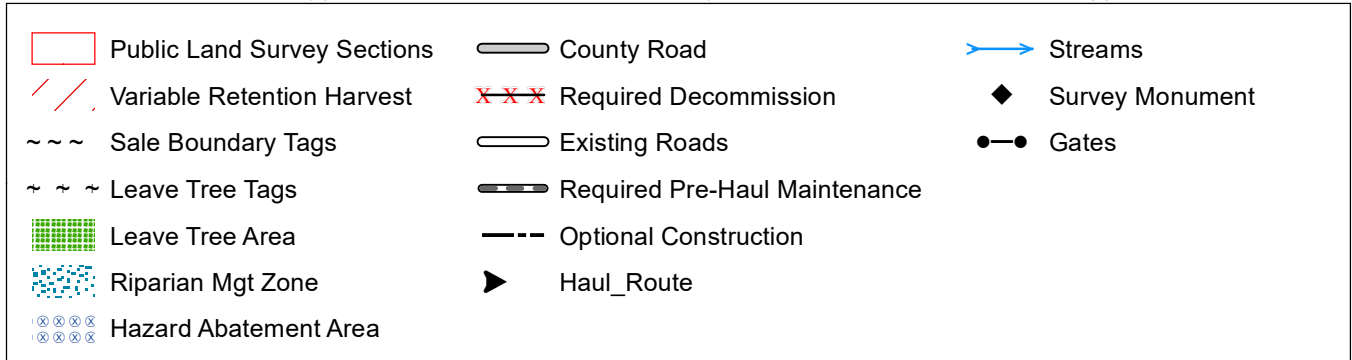 Public Land Survey Sections
Variable Retention Harvest
Sale Boundary Tags
Leave Tree Tags
Leave Tree Area
Riparian Mgt Zone
Hazard Abatement Area
County Road
X X X Required Decommission
Existing Roads
Required Pre-Haul Maintenance
Optional Construction
Haul_Route
Streams
Survey Monument
Gates